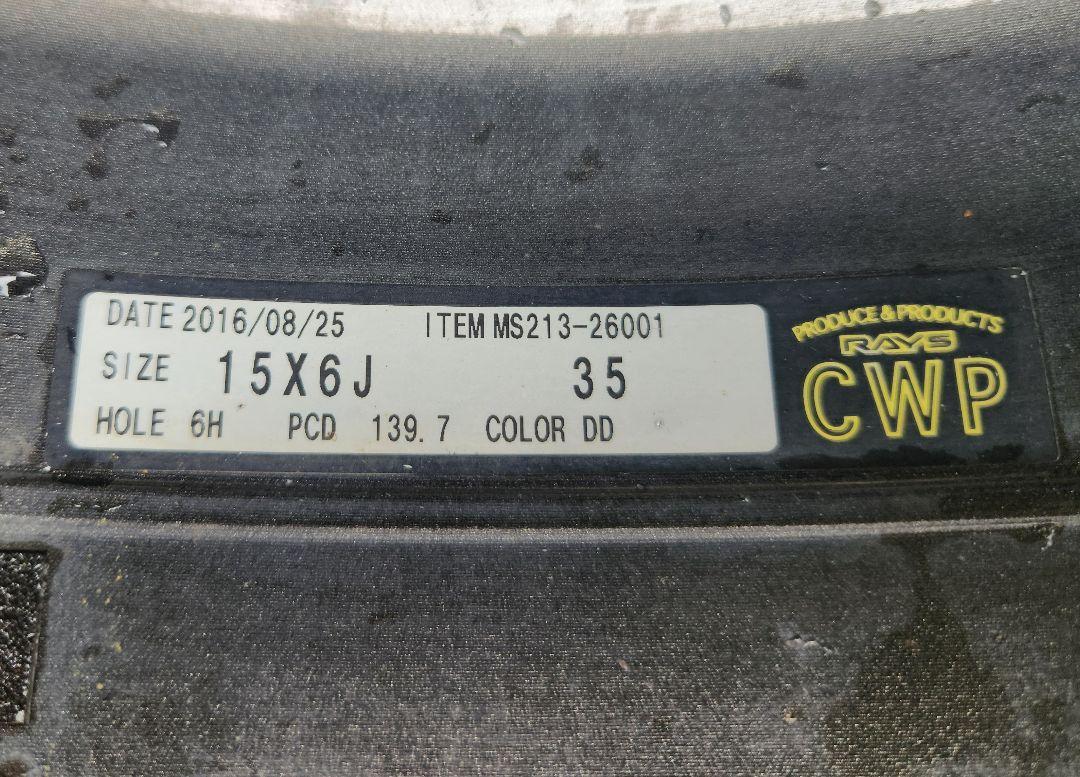 DATE 2016/08/25 ITEM MS213-26001
SIZE 15X6J 35
HOLE 6H PCD 139.7 COLOR DD
PRODUCE & PRODUCTS
RAYS
CWP